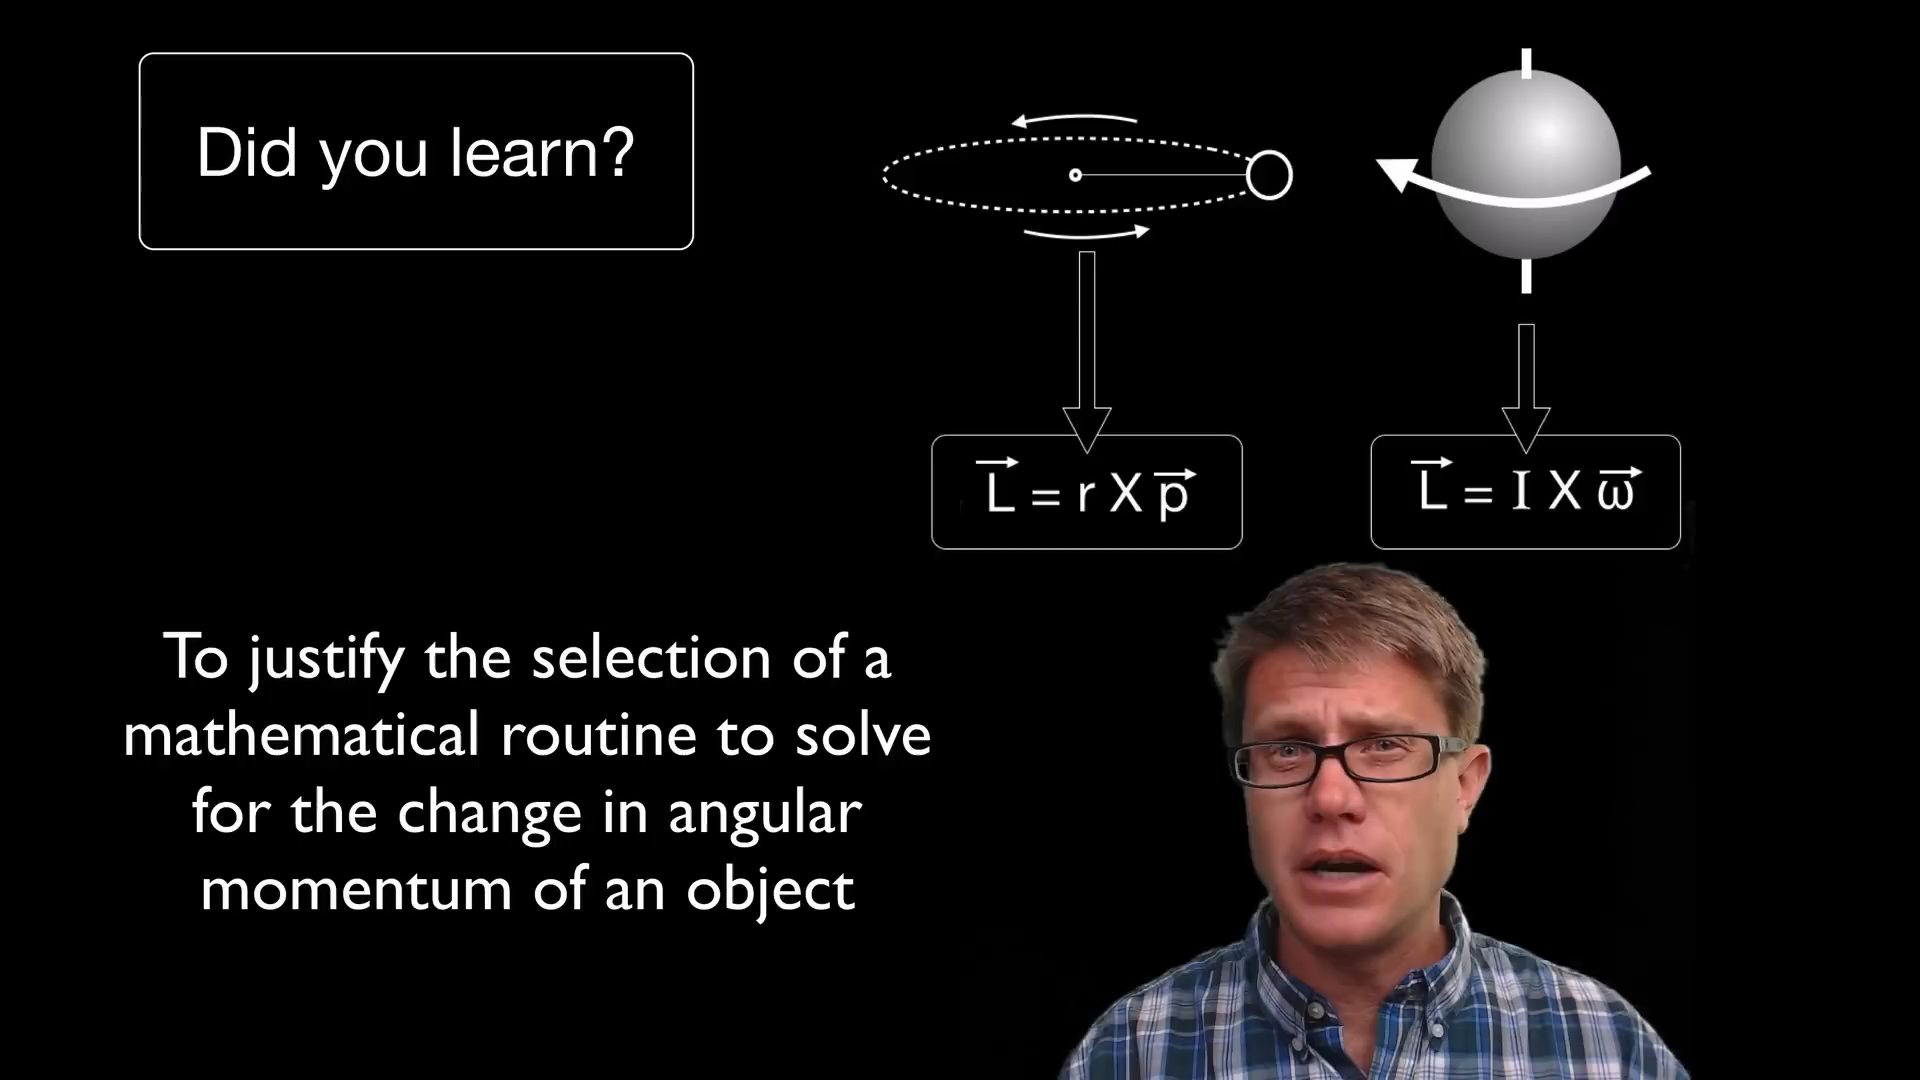 Did you learn?
L = r X p
L = I X ω
To justify the selection of a
mathematical routine to solve
for the change in angular
momentum of an object